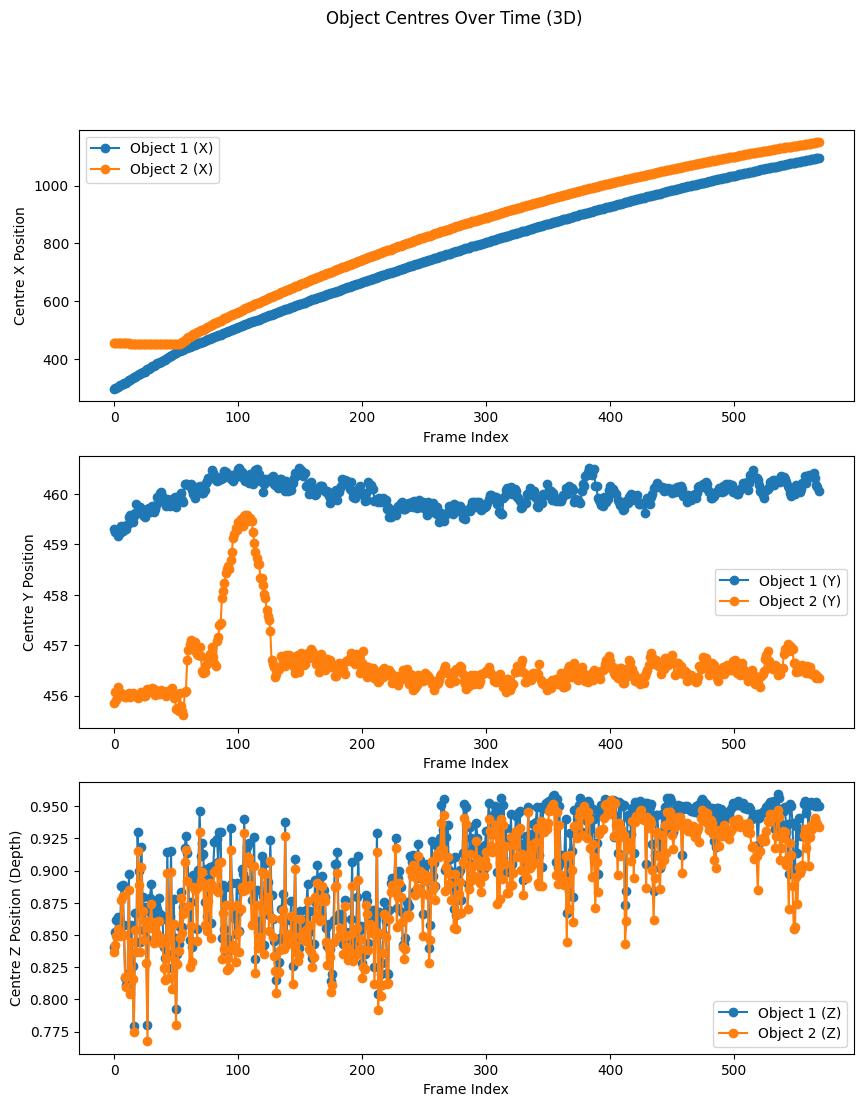 Object Centres Over Time (3D)
Centre X Position
1000
800
600
400
Object 1 (X)
Object 2 (X)
0 100 200 300 400 500
Frame Index
Centre Y Position
460
459
458
457
456
Object 1 (Y)
Object 2 (Y)
0 100 200 300 400 500
Frame Index
Centre Z Position (Depth)
0.950
0.925
0.900
0.875
0.850
0.825
0.800
0.775
Object 1 (Z)
Object 2 (Z)
0 100 200 300 400 500
Frame Index